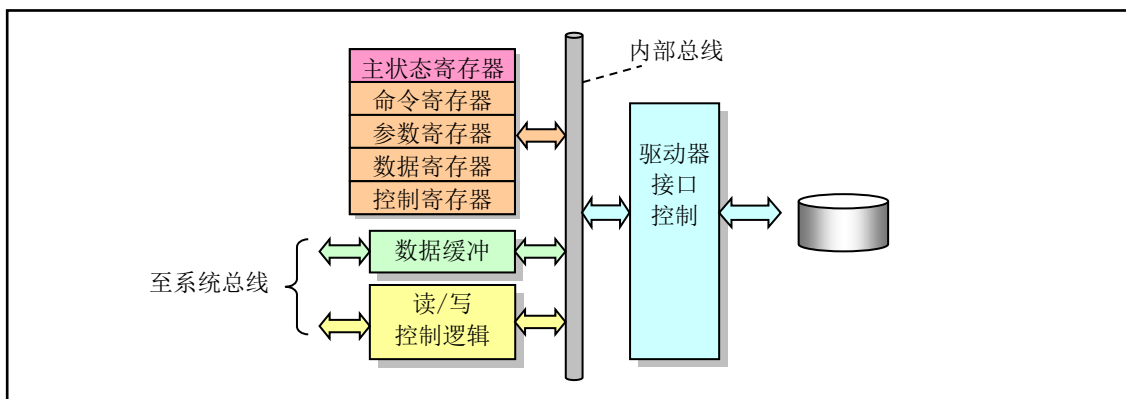 内部总线
主状态寄存器
命令寄存器
参数寄存器
数据寄存器
控制寄存器
驱动器
接口
控制
数据缓冲
至系统总线
读/写
控制逻辑